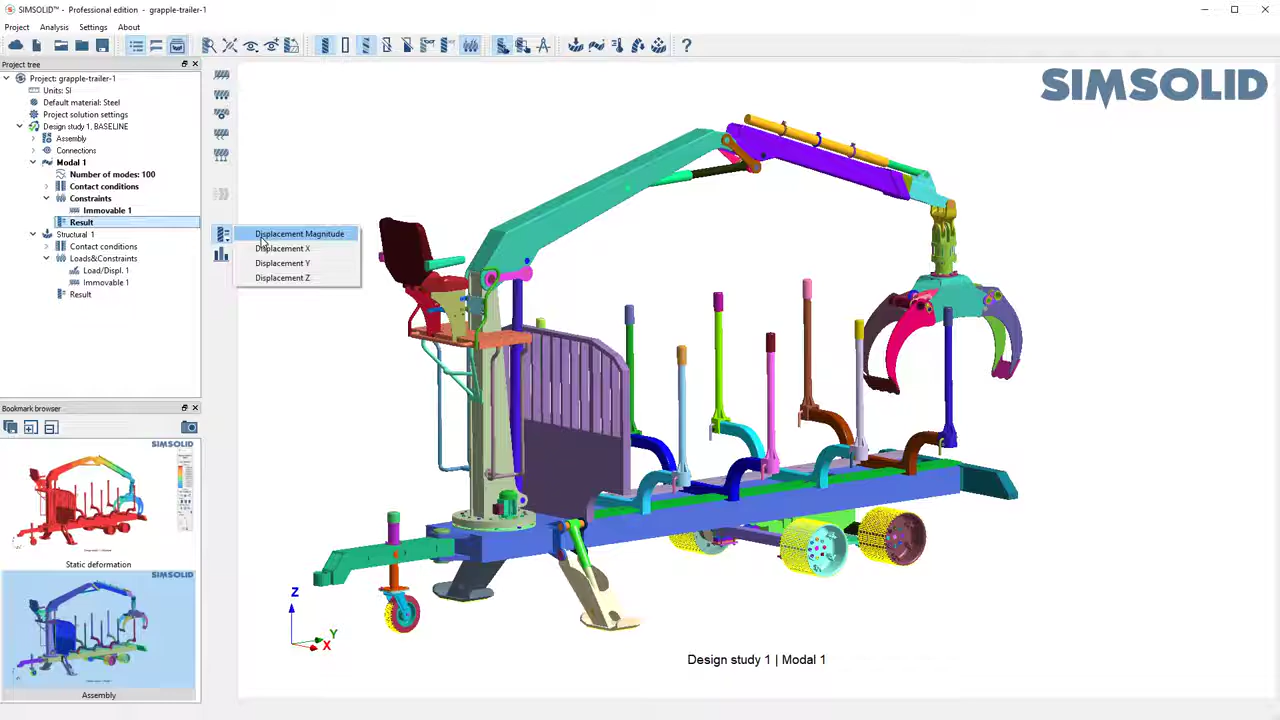 SIMSOLID™ - Professional edition - grapple-trailer-1
Project Analysis Settings About
Project tree
Project: grapple-trailer-1
Units: SI
Default material: Steel
Project solution settings
Design study 1, BASELINE
Assembly
Connections
Modal 1
Number of modes: 100
Contact conditions
Constraints
Immovable 1
Result
Structural 1
Contact conditions
Loads&Constraints
Load/Displ. 1
Immovable 1
Result
Displacement Magnitude
Displacement X
Displacement Y
Displacement Z
SIMSOLID
Z
Y
X
Design study 1 | Modal 1
Bookmark browser
SIMSOLID
Static deformation
SIMSOLID
Assembly